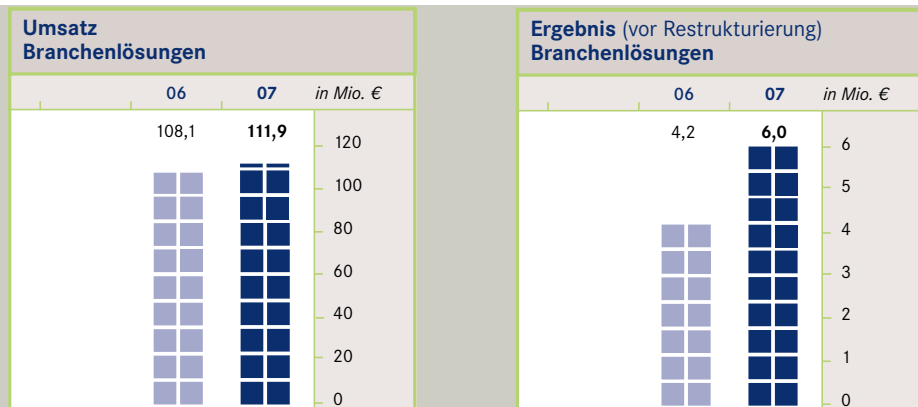 Umsatz
Branchenlösungen
06 07 in Mio. €
108,1 111,9
120
100
80
60
40
20
0
Ergebnis (vor Restrukturierung)
Branchenlösungen
06 07 in Mio. €
4,2 6,0
6
5
4
3
2
1
0